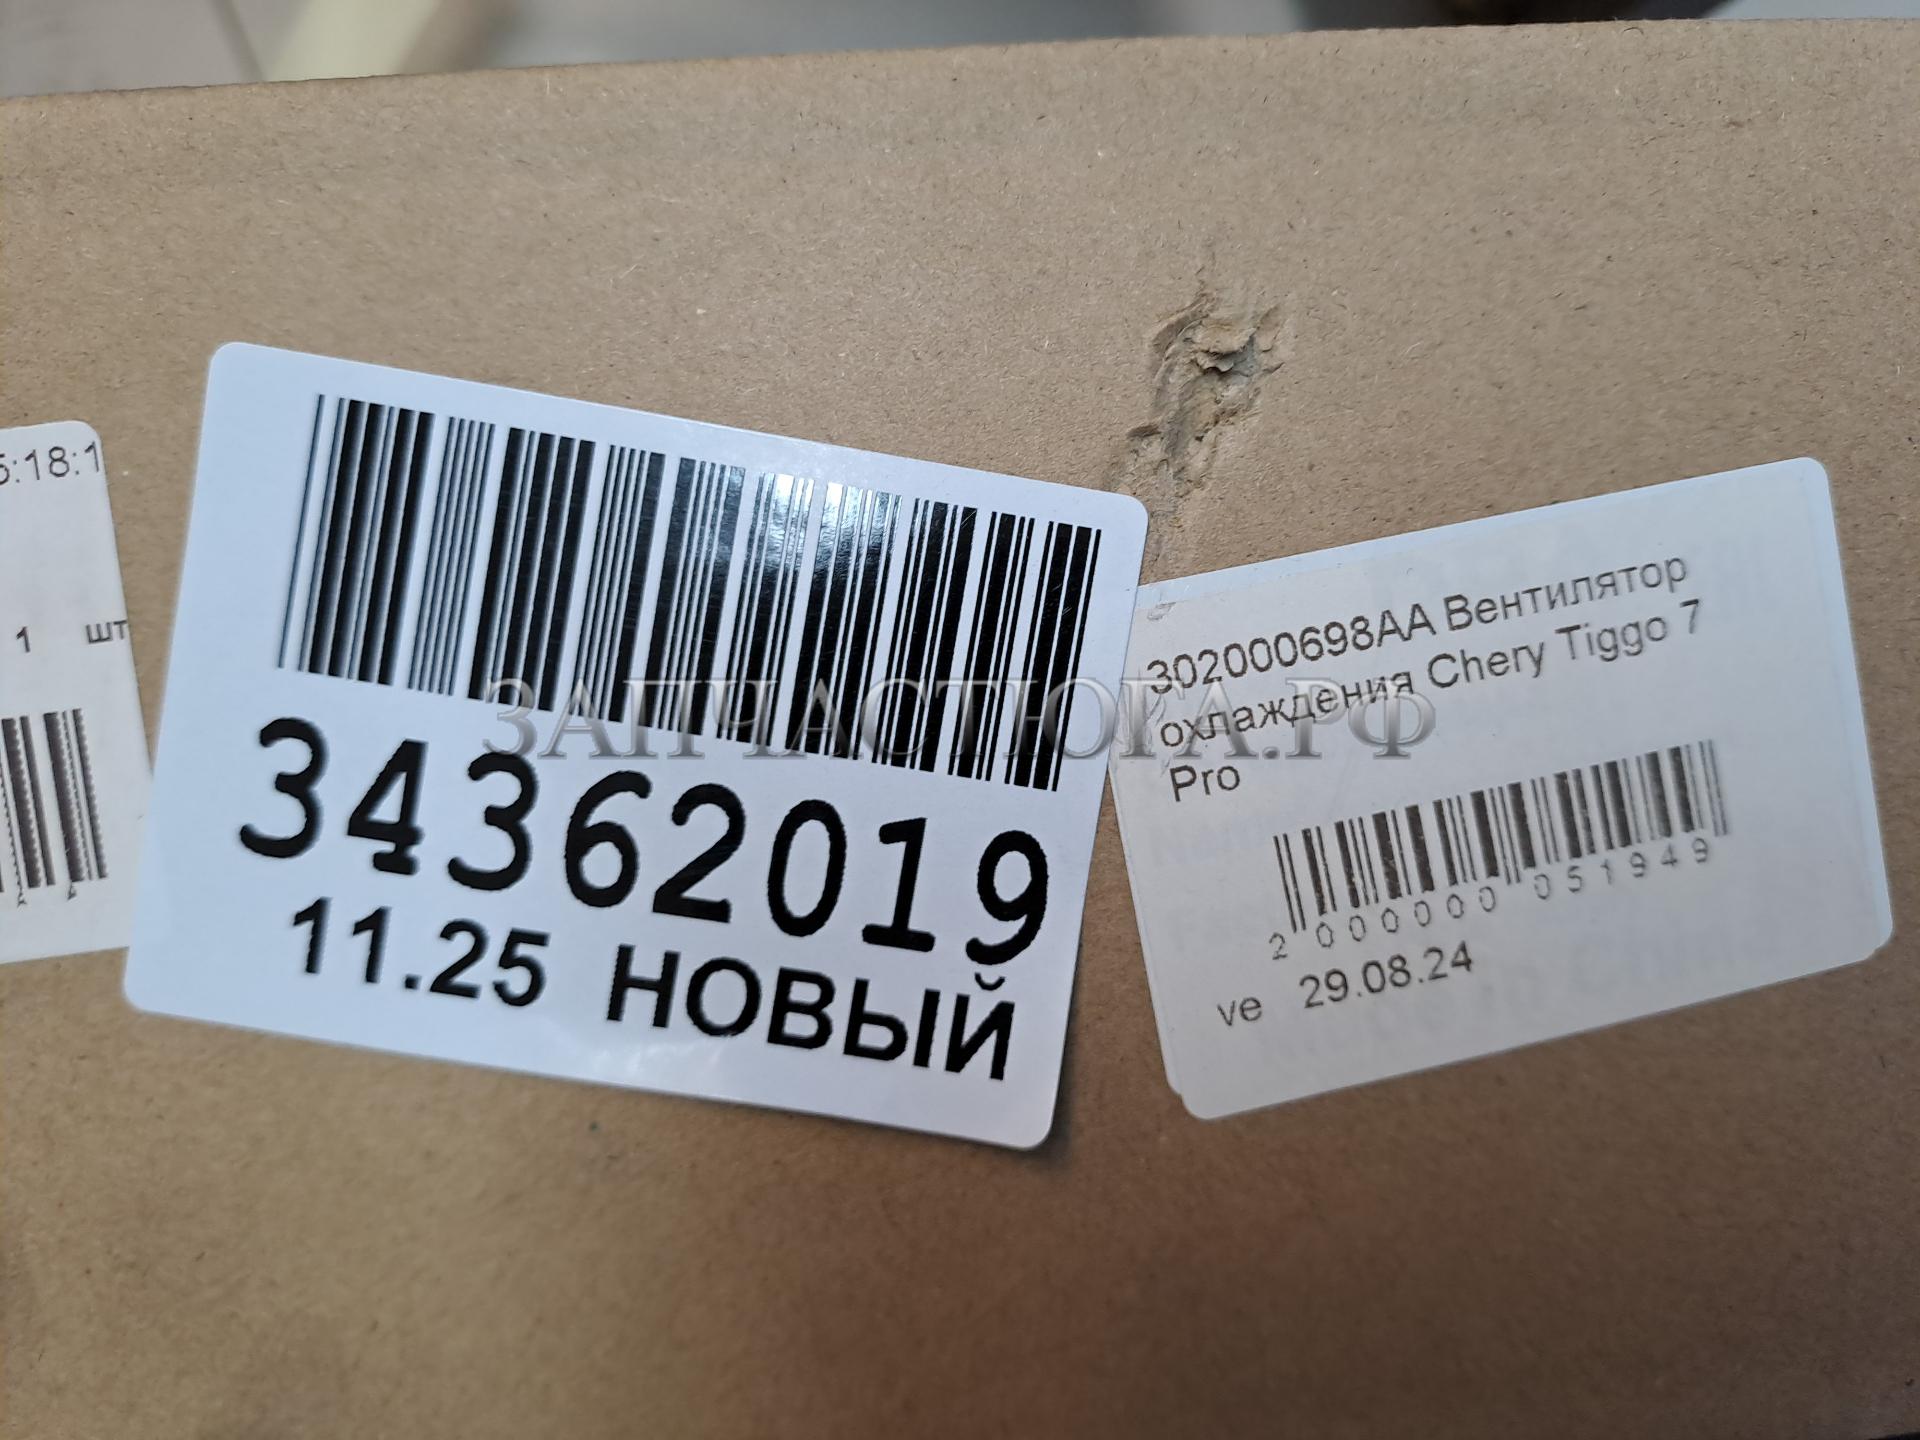 5:18:1
1 шт
34362019
11.25 НОВЫЙ
ЗАПЧАСТЮГА.РФ
302000698АА Вентилятор
охлаждения Chery Tiggo 7
Pro
2 000000 051949
ve 29.08.24